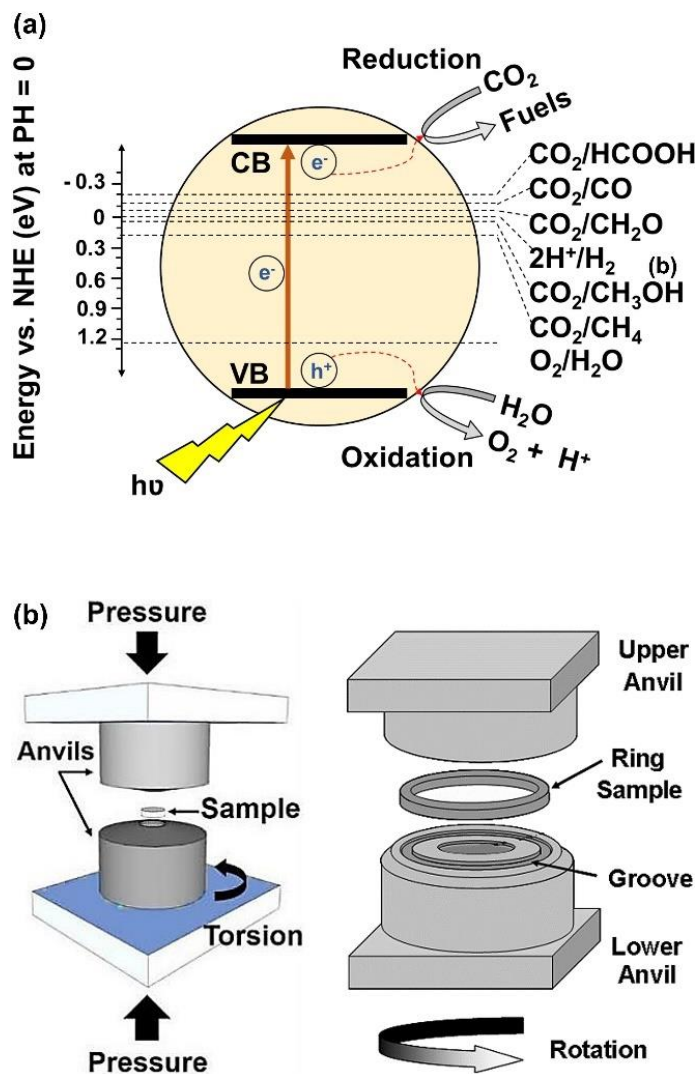 (a)
Energy vs. NHE (eV) at PH = 0
Reduction
CO2
Fuels
CB
e-
- 0.3
0
0.3
0.6
0.9
1.2
e-
CO2/HCOOH
CO2/CO
CO2/CH2O
2H+/H2
(b)
CO2/CH3OH
CO2/CH4
O2/H2O
VB
h+
H2O
O2 + H+
Oxidation
hυ
(b)
Pressure
Anvils
Sample
Torsion
Pressure
Upper
Anvil
Ring
Sample
Groove
Lower
Anvil
Rotation